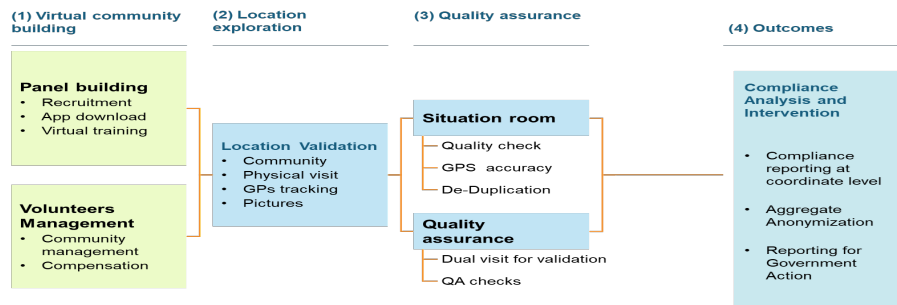 (1) Virtual community
building
(2) Location
exploration
(3) Quality assurance
(4) Outcomes
Panel building
• Recruitment
• App download
• Virtual training
Volunteers
Management
• Community
management
• Compensation
Location Validation
• Community
• Physical visit
• GPs tracking
• Pictures
Situation room
Quality check
GPS accuracy
De-Duplication
Quality
assurance
Dual visit for validation
QA checks
Compliance
Analysis and
Intervention
• Compliance
reporting at
coordinate level
• Aggregate
Anonymization
• Reporting for
Government
Action